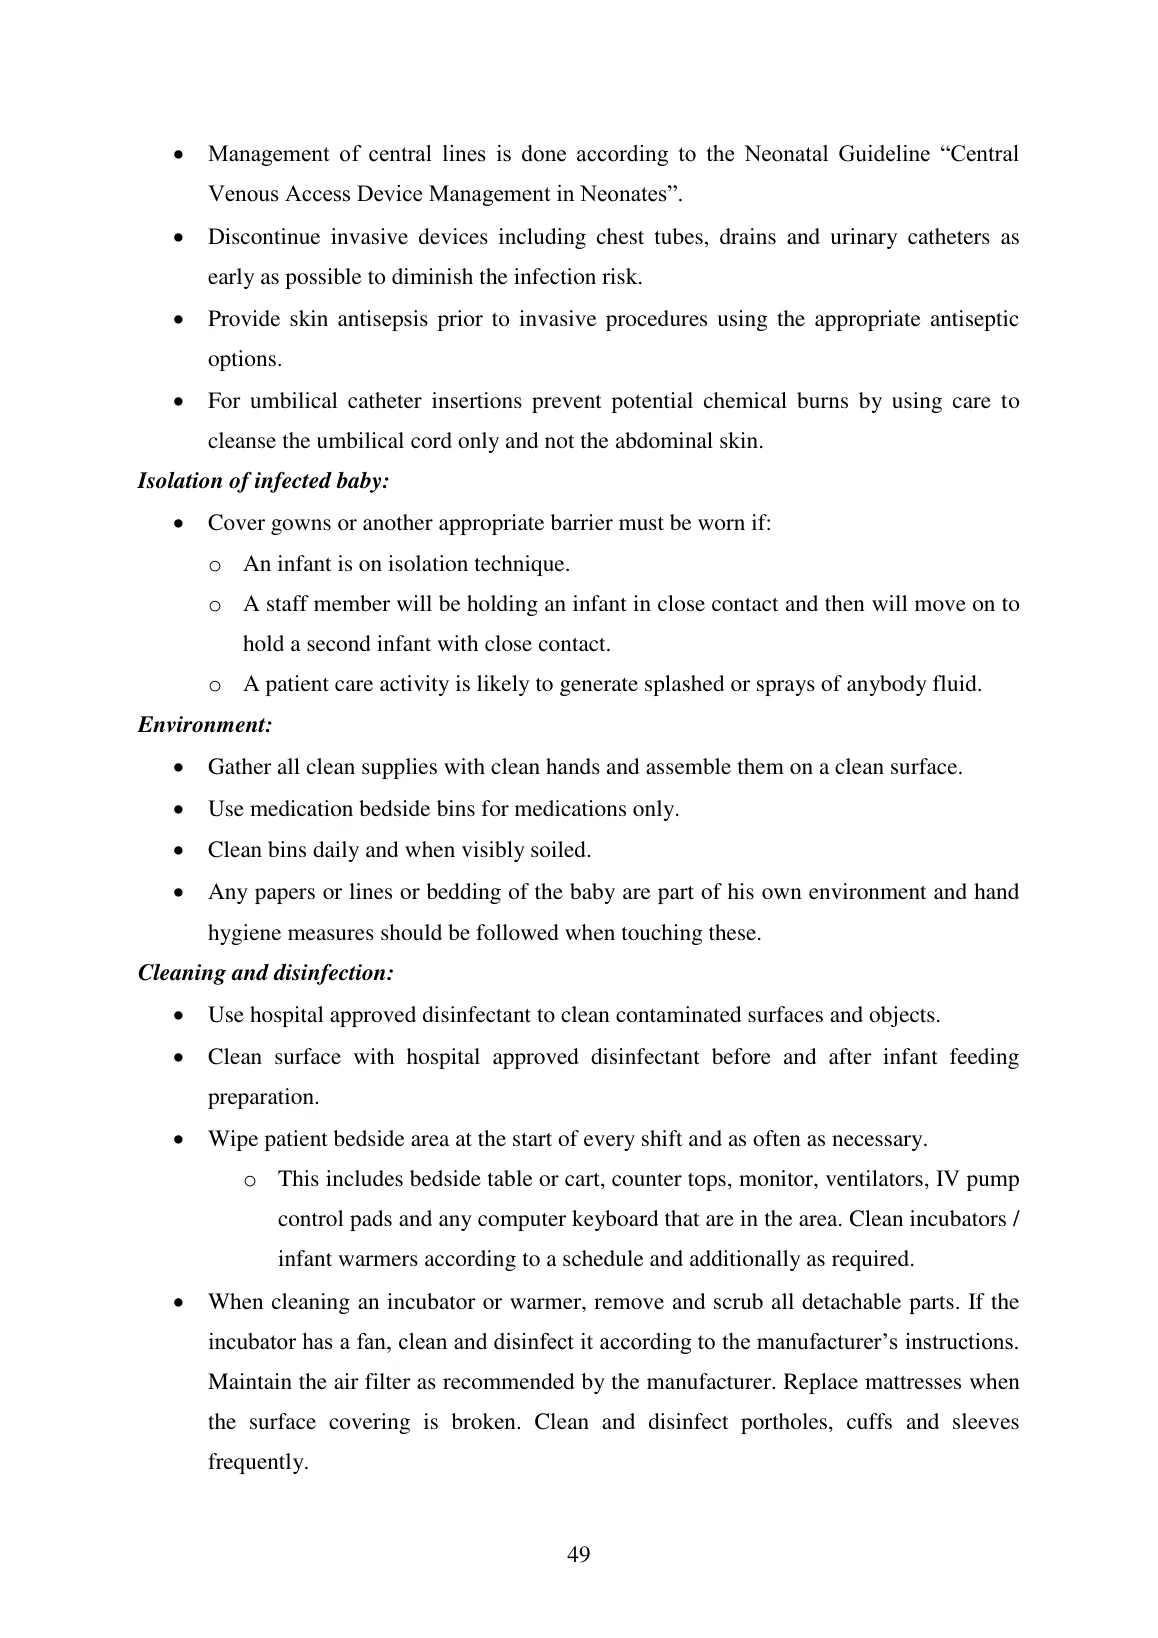 • Management of central lines is done according to the Neonatal Guideline “Central
Venous Access Device Management in Neonates”.
• Discontinue invasive devices including chest tubes, drains and urinary catheters as
early as possible to diminish the infection risk.
• Provide skin antisepsis prior to invasive procedures using the appropriate antiseptic
options.
• For umbilical catheter insertions prevent potential chemical burns by using care to
cleanse the umbilical cord only and not the abdominal skin.
Isolation of infected baby:
• Cover gowns or another appropriate barrier must be worn if:
o An infant is on isolation technique.
o A staff member will be holding an infant in close contact and then will move on to
hold a second infant with close contact.
o A patient care activity is likely to generate splashed or sprays of anybody fluid.
Environment:
• Gather all clean supplies with clean hands and assemble them on a clean surface.
• Use medication bedside bins for medications only.
• Clean bins daily and when visibly soiled.
• Any papers or lines or bedding of the baby are part of his own environment and hand
hygiene measures should be followed when touching these.
Cleaning and disinfection:
• Use hospital approved disinfectant to clean contaminated surfaces and objects.
• Clean surface with hospital approved disinfectant before and after infant feeding
preparation.
• Wipe patient bedside area at the start of every shift and as often as necessary.
o This includes bedside table or cart, counter tops, monitor, ventilators, IV pump
control pads and any computer keyboard that are in the area. Clean incubators /
infant warmers according to a schedule and additionally as required.
• When cleaning an incubator or warmer, remove and scrub all detachable parts. If the
incubator has a fan, clean and disinfect it according to the manufacturer’s instructions.
Maintain the air filter as recommended by the manufacturer. Replace mattresses when
the surface covering is broken. Clean and disinfect portholes, cuffs and sleeves
frequently.
49